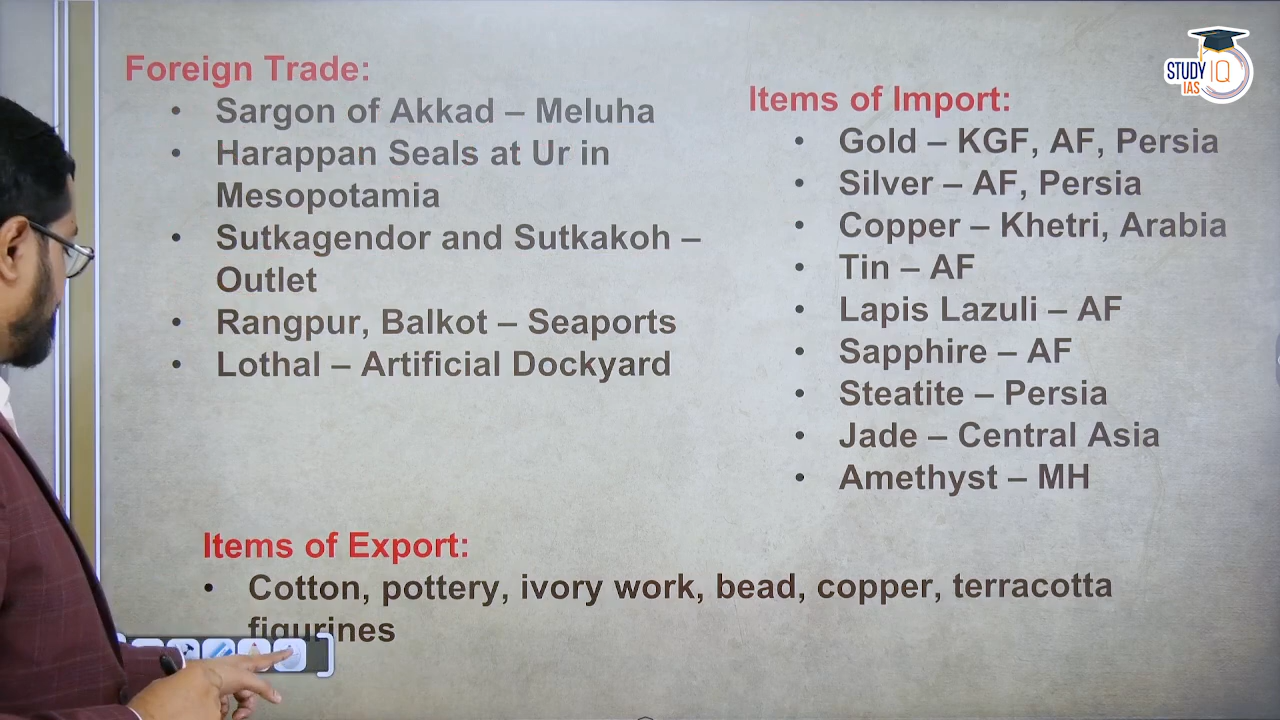 Foreign Trade:
• Sargon of Akkad – Meluha
• Harappan Seals at Ur in
Mesopotamia
• Sutkagendor and Sutkakoh –
Outlet
• Rangpur, Balkot – Seaports
• Lothal – Artificial Dockyard
Items of Import:
• Gold – KGF, AF, Persia
• Silver – AF, Persia
• Copper – Khetri, Arabia
• Tin – AF
• Lapis Lazuli – AF
• Sapphire – AF
• Steatite – Persia
• Jade – Central Asia
• Amethyst – MH
Items of Export:
• Cotton, pottery, ivory work, bead, copper, terracotta
figurines
STUDY IQ
IAS